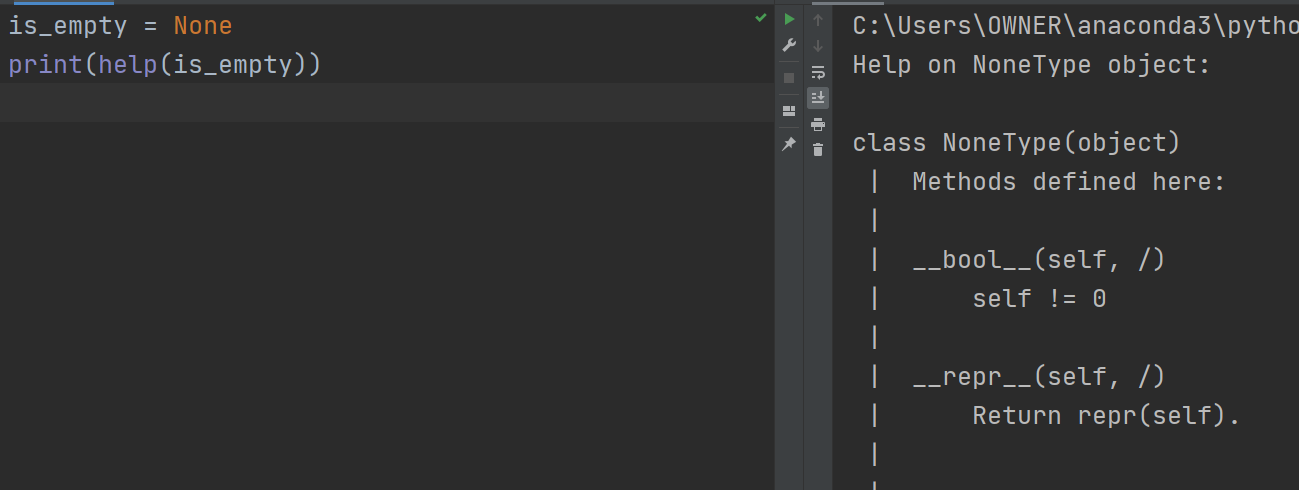 is_empty = None
print(help(is_empty))
C:\Users\OWNER\anaconda3\pytho
Help on NoneType object:
class NoneType(object)
 |  Methods defined here:
 |
 |  __bool__(self, /)
 |      self != 0
 |
 |  __repr__(self, /)
 |      Return repr(self).
 |
 |